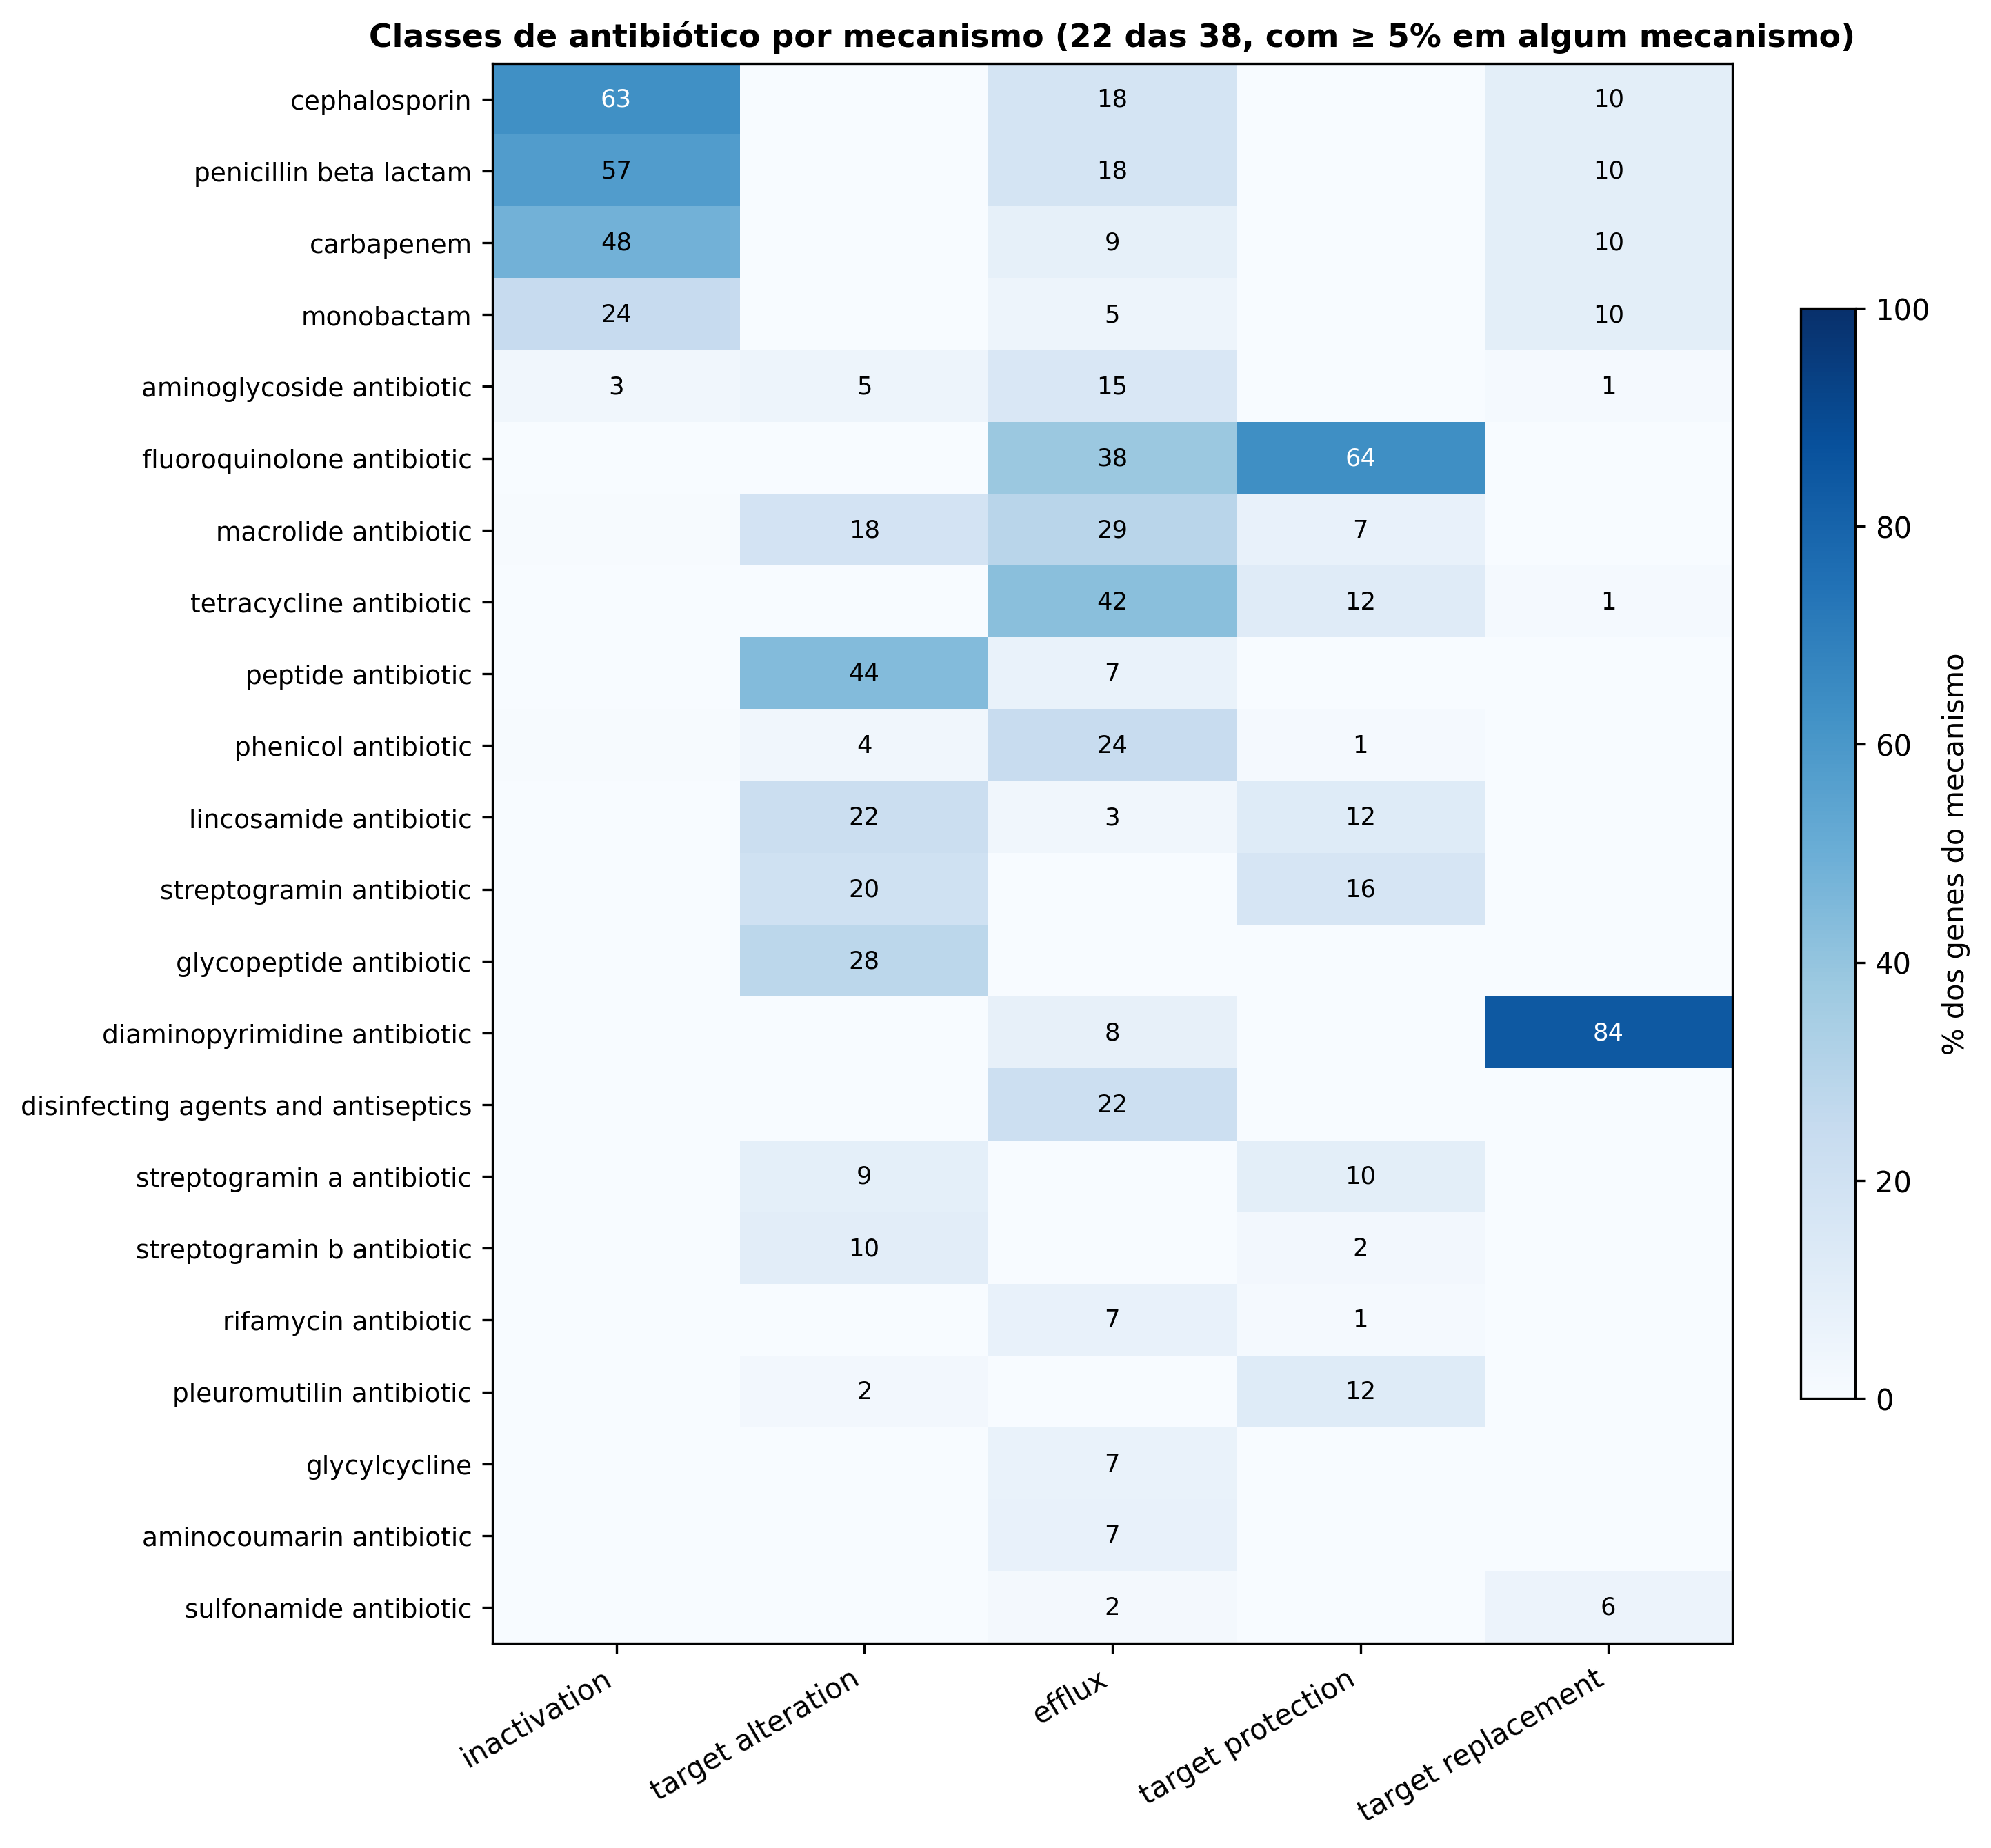 Classes de antibiótico por mecanismo (22 das 38, com ≥ 5% em algum mecanismo)
cephalosporin 63 18 10
penicillin beta lactam 57 18 10
carbapenem 48 9 10
monobactam 24 5 10
aminoglycoside antibiotic 3 5 15 1
fluoroquinolone antibiotic 38 64
macrolide antibiotic 18 29 7
tetracycline antibiotic 42 12 1
peptide antibiotic 44 7
phenicol antibiotic 4 24 1
lincosamide antibiotic 22 3 12
streptogramin antibiotic 20 16
glycopeptide antibiotic 28
diaminopyrimidine antibiotic 8 84
disinfecting agents and antiseptics 22
streptogramin a antibiotic 9 10
streptogramin b antibiotic 10 2
rifamycin antibiotic 7 1
pleuromutilin antibiotic 2 12
glycylcycline 7
aminocoumarin antibiotic 7
sulfonamide antibiotic 2 6
inactivation
target alteration
efflux
target protection
target replacement
100
80
60
40
20
0
% dos genes do mecanismo